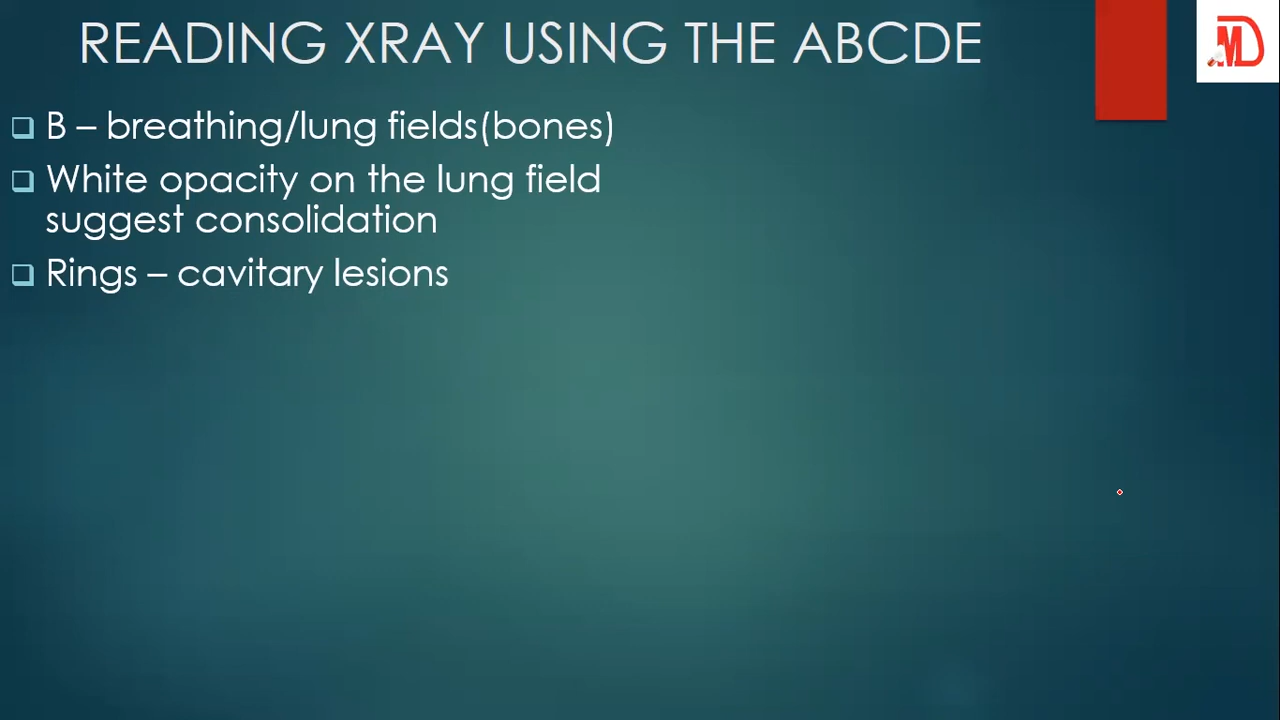 READING XRAY USING THE ABCDE
MD
B – breathing/lung fields(bones)
White opacity on the lung field
suggest consolidation
Rings – cavitary lesions